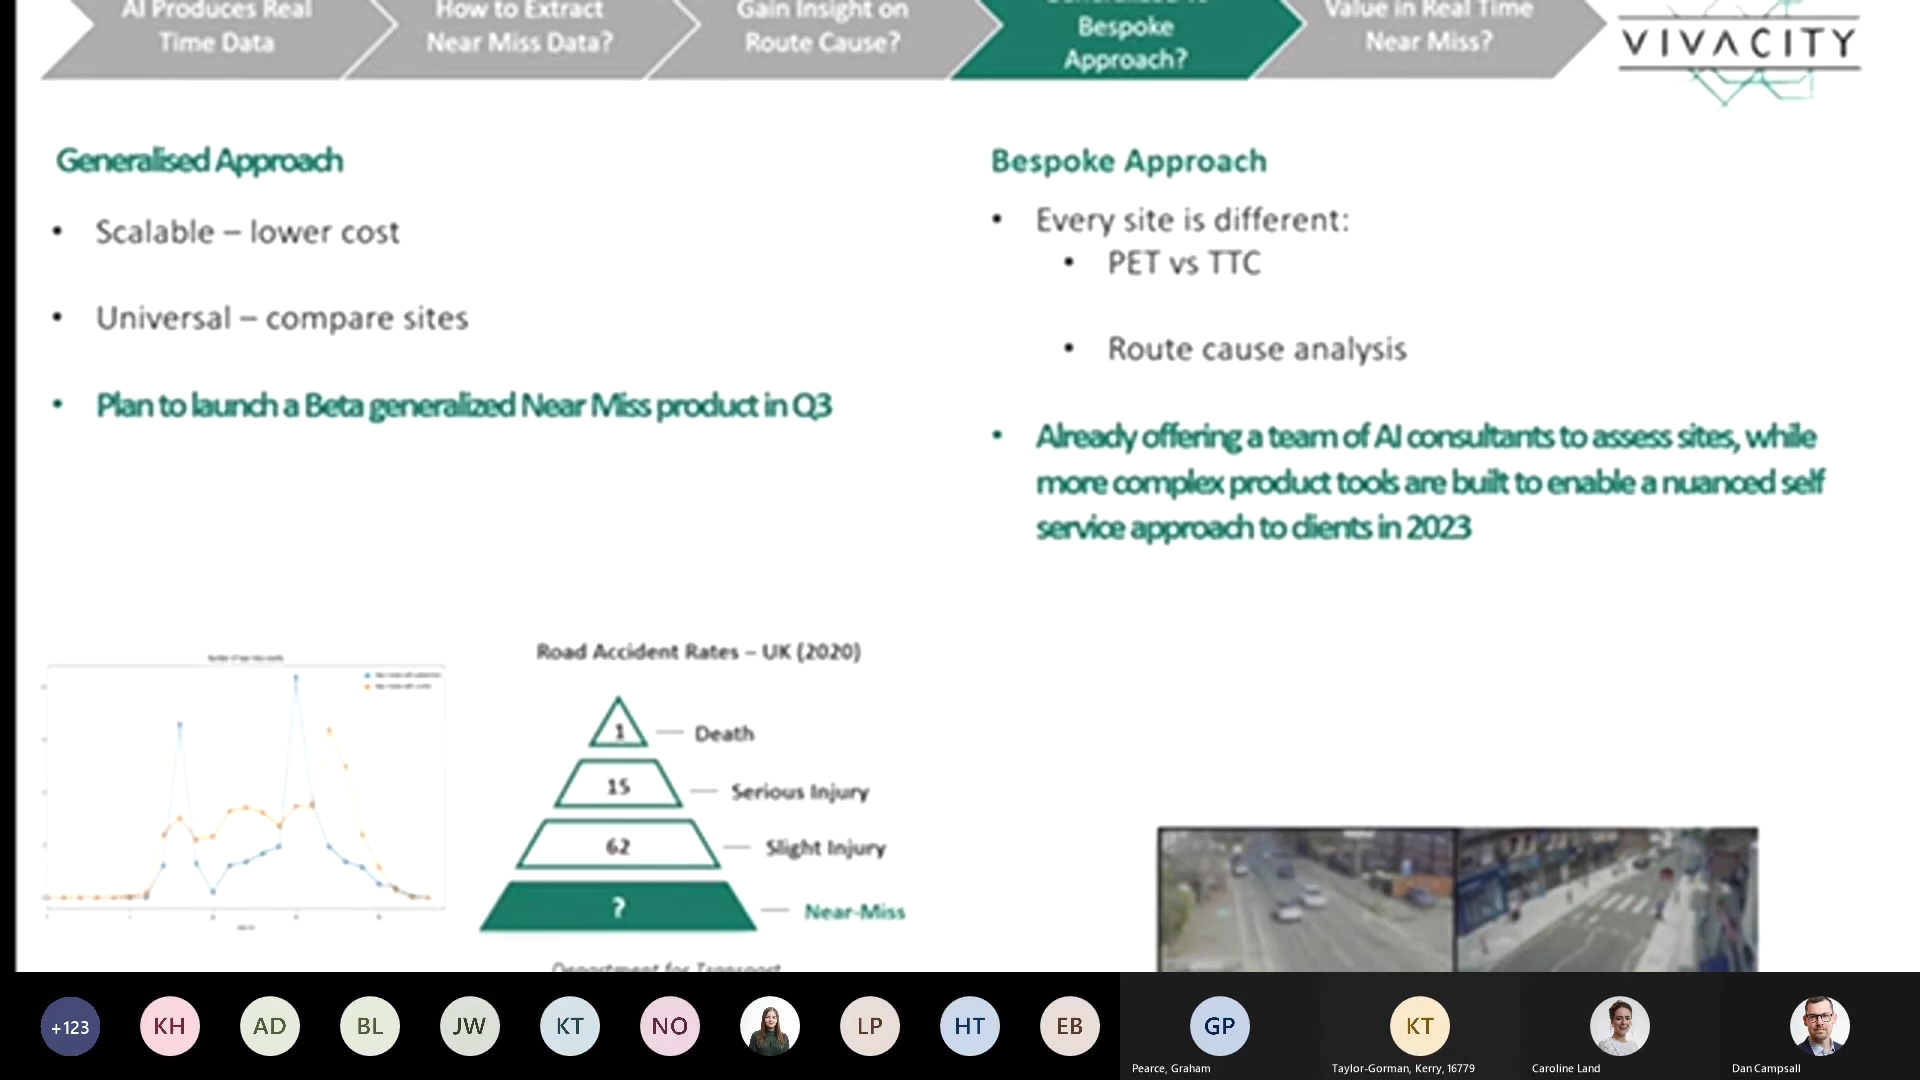 AI Produces Real
Time Data
How to Extract
Near Miss Data?
Gain Insight on
Route Cause?
Bespoke
Approach?
Value in Real Time
Near Miss?
VIVACITY
Generalised Approach
• Scalable – lower cost
• Universal – compare sites
• Plan to launch a Beta generalized Near Miss product in Q3
Bespoke Approach
• Every site is different:
• PET vs TTC
• Route cause analysis
• Already offering a team of AI consultants to assess sites, while
more complex product tools are built to enable a nuanced self
service approach to clients in 2023
Road Accident Rates – UK (2020)
1 Death
15 Serious Injury
62 Slight Injury
? Near-Miss
Department for Transport
+123
KH
AD
BL
JW
KT
NO
LP
HT
EB
GP
KT
Pearce, Graham
Taylor-Gorman, Kerry, 16779
Caroline Land
Dan Campsall